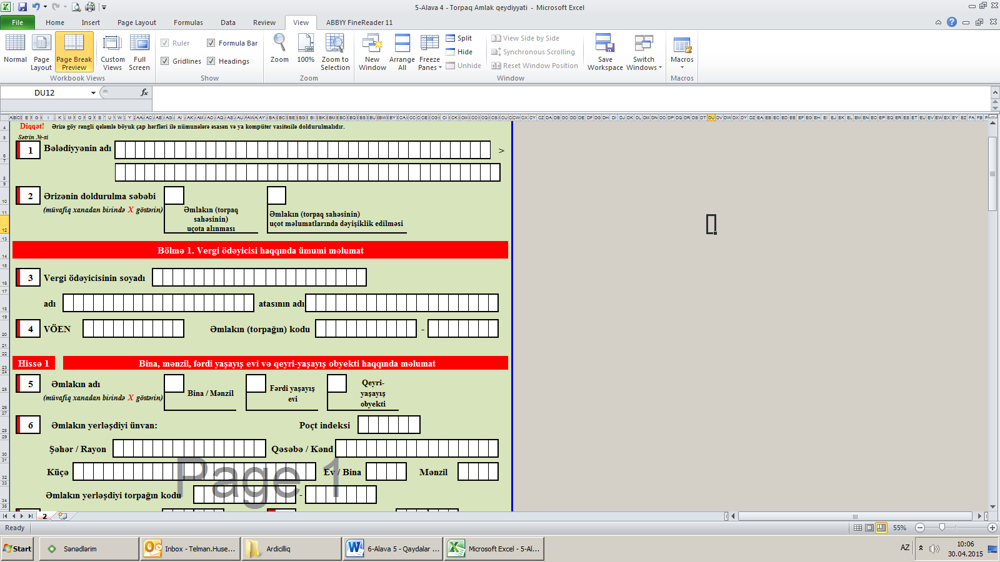 5-Alava 4 - Torpaq Amlak qeydiyyati - Microsoft Excel
File Home Insert Page Layout Formulas Data Review View ABBYY FineReader 11
Normal Page Layout Page Break Preview Custom Views Full Screen
Workbook Views
Ruler Formula Bar
Gridlines Headings
Show
Zoom 100% Zoom to Selection
Zoom
New Window Arrange All Freeze Panes
Split
Hide
Unhide
View Side by Side
Synchronous Scrolling
Reset Window Position
Window
Save Workspace Switch Windows
Macros
Macros
DU12 fx
Diqqət! Ərizə göy rəngli qələmlə böyük çap hərfləri ilə nümunələrə əsasən və ya kompüter vasitəsilə doldurulmalıdır.
Sətrin №-si
1 Bələdiyyənin adı >
2 Ərizənin doldurulma səbəbi
(müvafiq xanadan birində X göstərin)
Əmlakın (torpaq
sahəsinin)
uçota alınması
Əmlakın (torpaq sahəsinin)
uçot məlumatlarında dəyişiklik edilməsi
Bölmə 1. Vergi ödəyicisi haqqında ümumi məlumat
3 Vergi ödəyicisinin soyadı
adı atasının adı
4 VÖEN Əmlakın (torpağın) kodu -
Hissə 1 Bina, mənzil, fərdi yaşayış evi və qeyri-yaşayış obyekti haqqında məlumat
5 Əmlakın adı
(müvafiq xanadan birində X göstərin)
Bina / Mənzil
Fərdi yaşayış
evi
Qeyri-
yaşayış
obyekti
6 Əmlakın yerləşdiyi ünvan: Poçt indeksi
Şəhər / Rayon Qəsəbə / Kənd
Küçə Ev / Bina Mənzil
Page 1
Əmlakın yerləşdiyi torpağın kodu -
2
Ready 55%
Start Sənədlərim Inbox - Telman.Huse... Ardicilliq 6-Alava 5 - Qaydalar ... Microsoft Excel - 5-Al... AZ 10:06
30.04.2015